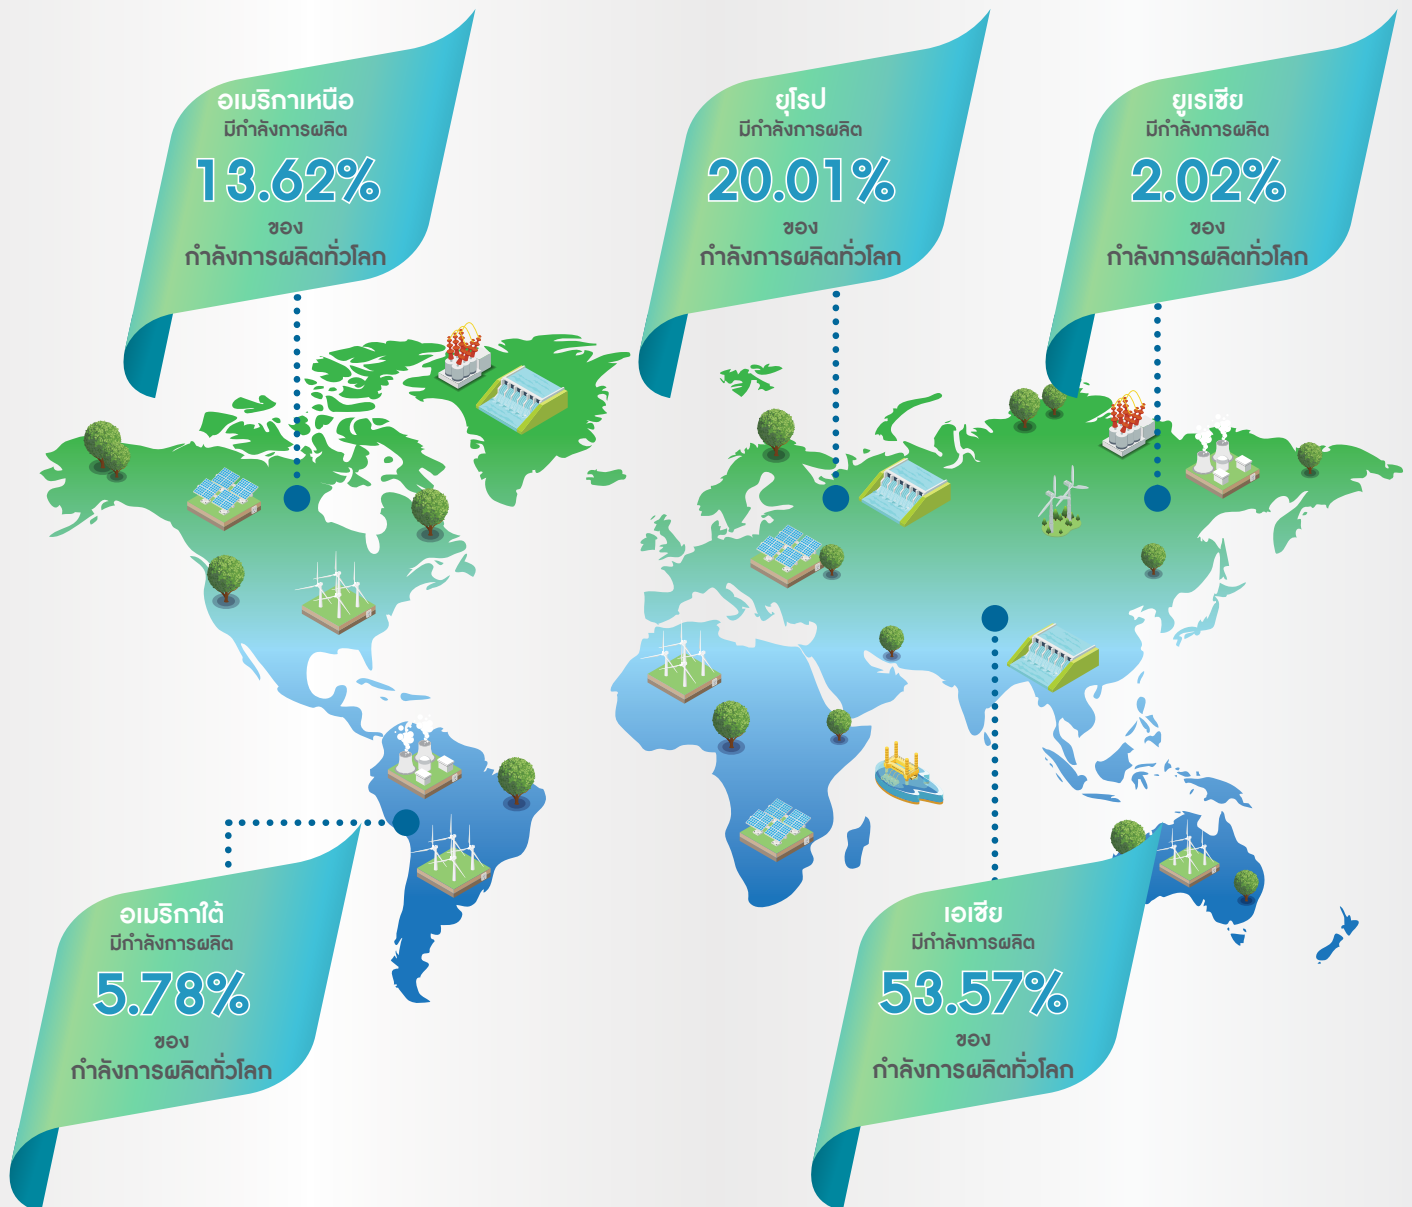 อเมริกาเหนือ
มีกำลังการผลิต
13.62%
ของ
กำลังการผลิตทั่วโลก
ยุโรป
มีกำลังการผลิต
20.01%
ของ
กำลังการผลิตทั่วโลก
ยูเรเซีย
มีกำลังการผลิต
2.02%
ของ
กำลังการผลิตทั่วโลก
อเมริกาใต้
มีกำลังการผลิต
5.78%
ของ
กำลังการผลิตทั่วโลก
เอเชีย
มีกำลังการผลิต
53.57%
ของ
กำลังการผลิตทั่วโลก